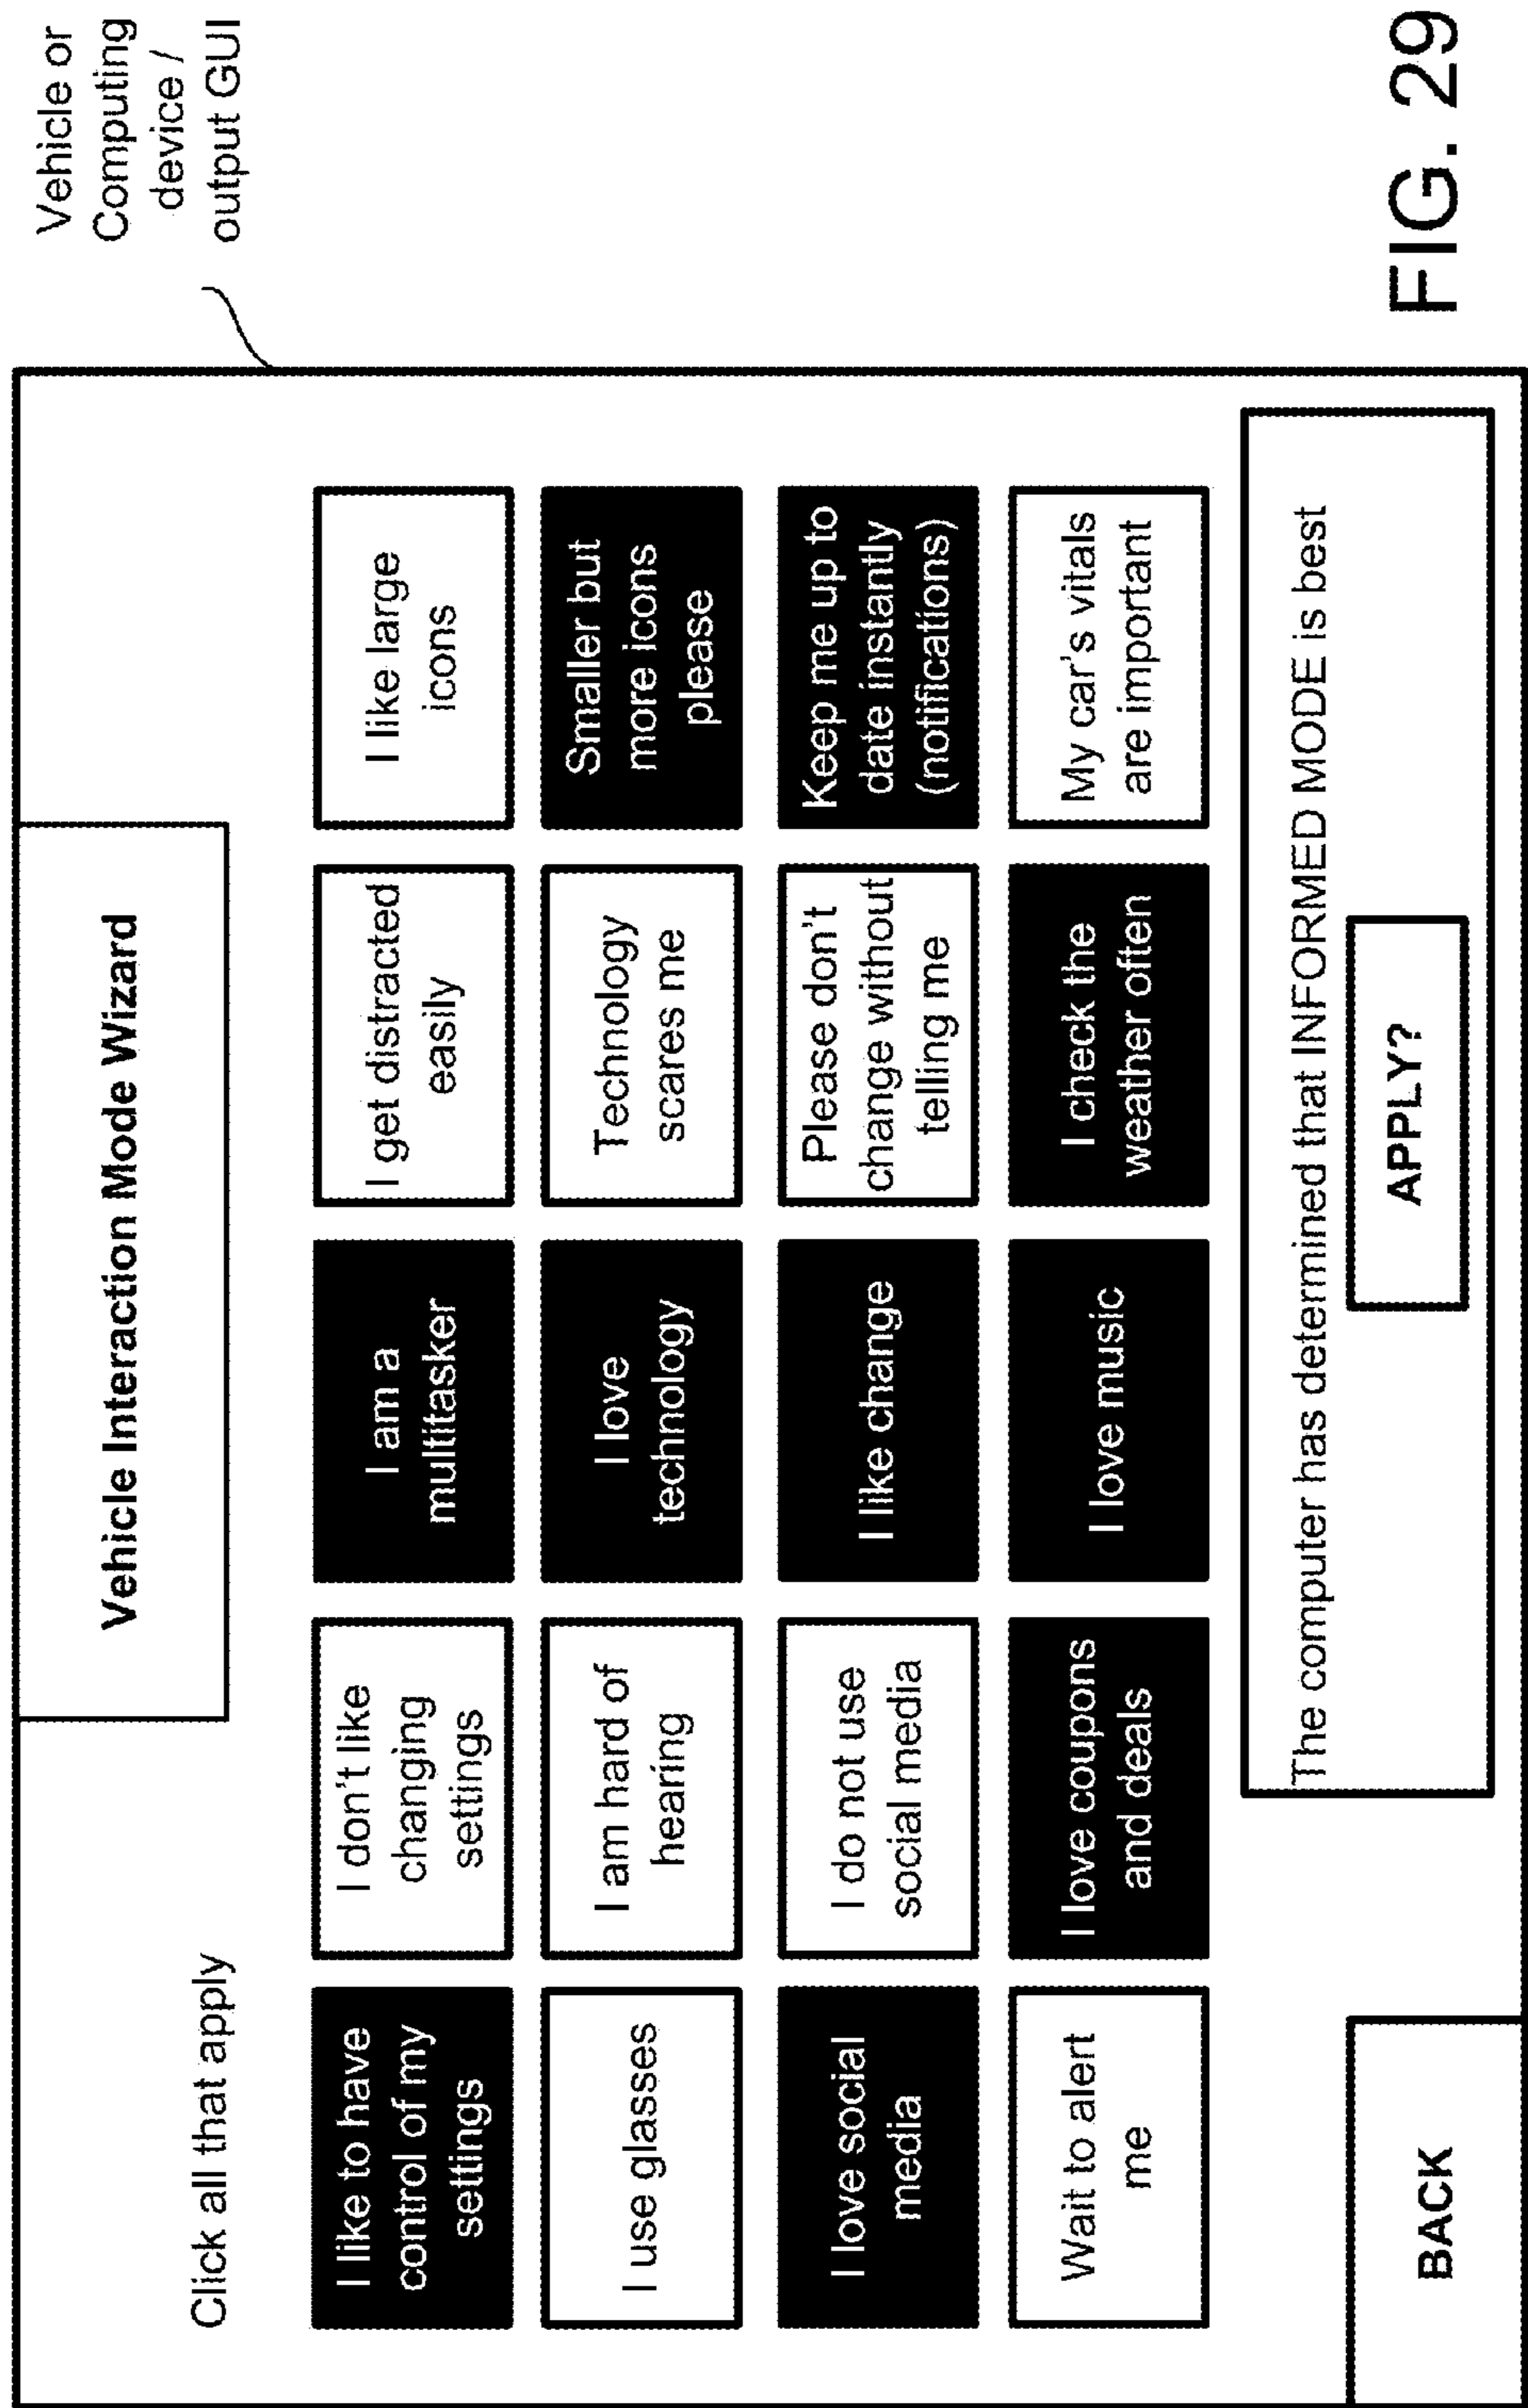 Vehicle or
Computing
device /
output GUI
Vehicle Interaction Mode Wizard
Click all that apply
I like to have
control of my
settings
I don't like
changing
settings
I am a
multitasker
I get distracted
easily
I like large
icons
I use glasses
I am hard of
hearing
I love
technology
Technology
scares me
Smaller but
more icons
please
I love social
media
I do not use
social media
I like change
Please don't
change without
telling me
Keep me up to
date instantly
(notifications)
Wait to alert
me
I love coupons
and deals
I love music
I check the
weather often
My car's vitals
are important
The computer has determined that INFORMED MODE is best
APPLY?
BACK
FIG. 29